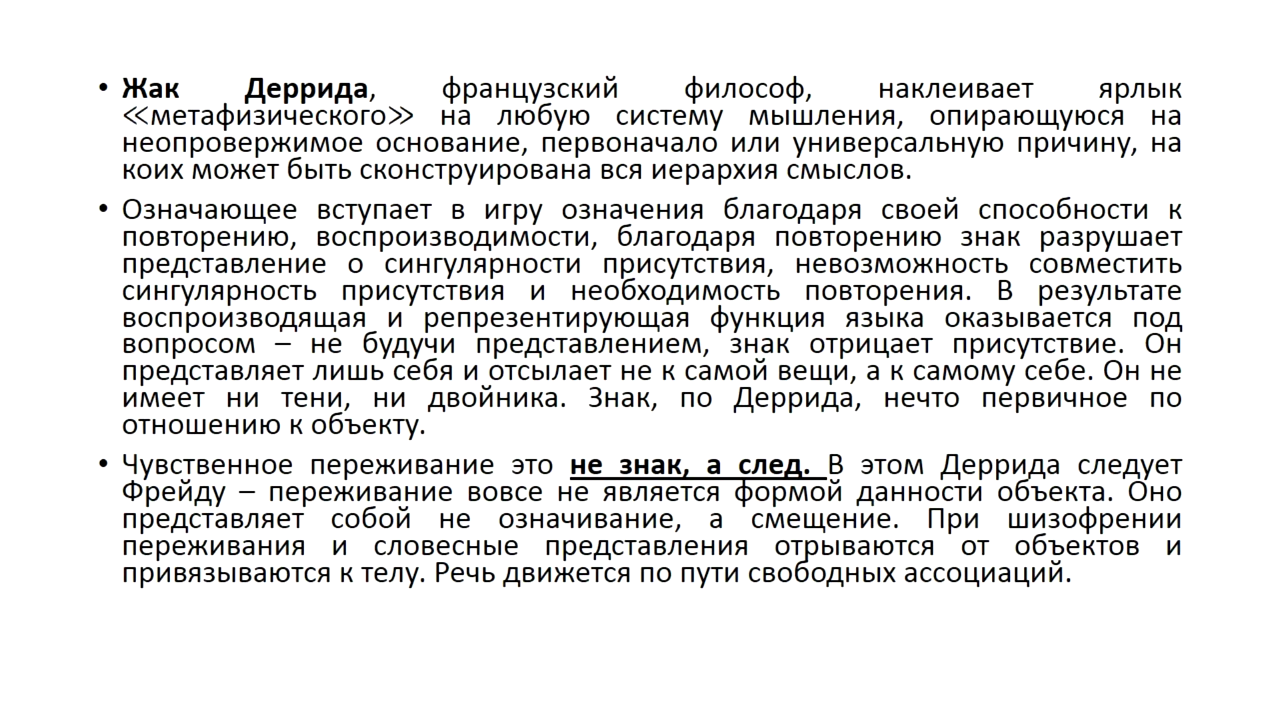 • Жак Деррида, французский философ, наклеивает ярлык
≪метафизического≫ на любую систему мышления, опирающуюся на
неопровержимое основание, первоначало или универсальную причину, на
коих может быть сконструирована вся иерархия смыслов.
• Означающее вступает в игру означения благодаря своей способности к
повторению, воспроизводимости, благодаря повторению знак разрушает
представление о сингулярности присутствия, невозможность совместить
сингулярность присутствия и необходимость повторения. В результате
воспроизводящая и репрезентирующая функция языка оказывается под
вопросом – не будучи представлением, знак отрицает присутствие. Он
представляет лишь себя и отсылает не к самой вещи, а к самому себе. Он не
имеет ни тени, ни двойника. Знак, по Деррида, нечто первичное по
отношению к объекту.
• Чувственное переживание это не знак, а след. В этом Деррида следует
Фрейду – переживание вовсе не является формой данности объекта. Оно
представляет собой не означивание, а смещение. При шизофрении
переживания и словесные представления отрываются от объектов и
привязываются к телу. Речь движется по пути свободных ассоциаций.